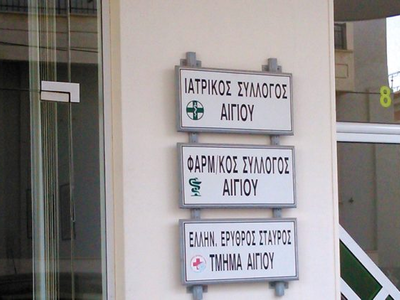 ΙΑΤΡΙΚΟΣ ΣΥΛΛΟΓΟΣ
ΑΙΓΙΟΥ
ΦΑΡΜ/ΚΟΣ ΣΥΛΛΟΓΟΣ
ΑΙΓΙΟΥ
ΕΛΛΗΝ. ΕΡΥΘΡΟΣ ΣΤΑΥΡΟΣ
ΤΜΗΜΑ ΑΙΓΙΟΥ
8